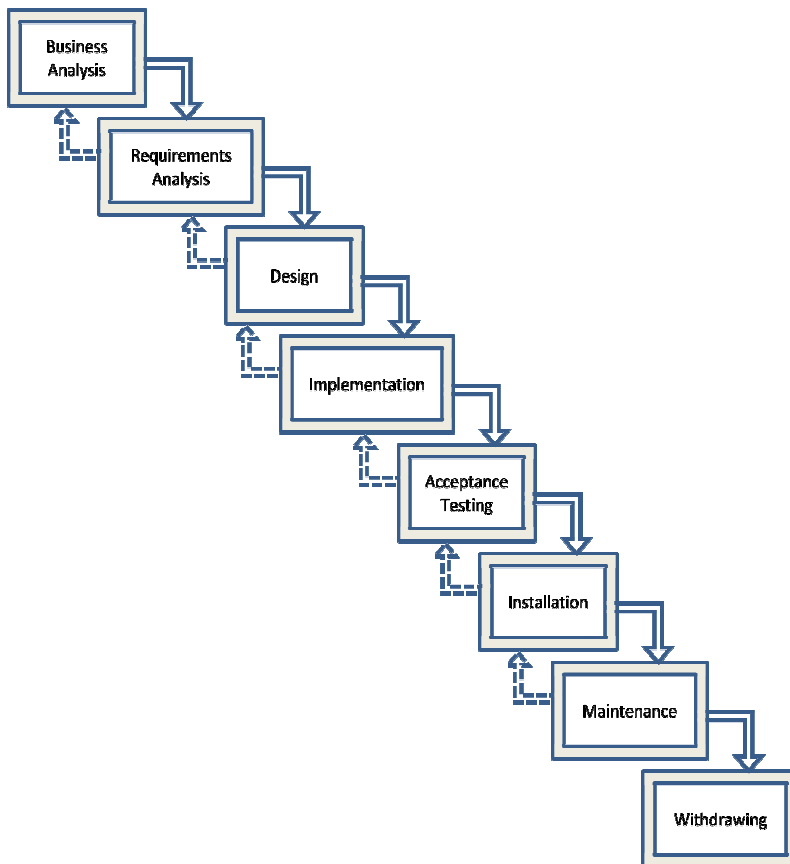 Business
Analysis
Requirements
Analysis
Design
Implementation
Acceptance
Testing
Installation
Maintenance
Withdrawing